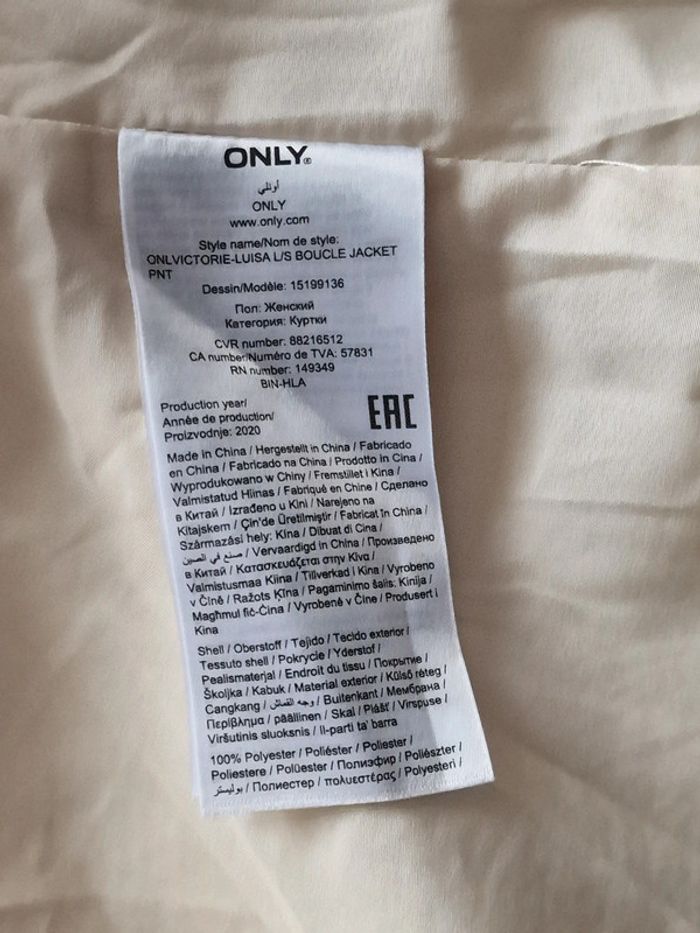 ONLY®
أونلي
ONLY
www.only.com
Style name/Nom de style:
ONLVICTORIE-LUISA L/S BOUCLE JACKET
PNT
Dessin/Modèle: 15199136
Пол: Женский
Категория: Куртки
CVR number: 88216512
CA number/Numéro de TVA: 57831
RN number: 149349
BIN-HLA
Production year/
Année de production/
Proizvodnje: 2020
EAC
Made in China / Hergestellt in China / Fabricado
en China / Fabricado na China / Prodotto in Cina /
Wyprodukowano w Chiny / Fremstillet i Kina /
Valmistatud Hiinas / Fabriqué en Chine / Сделано
в Китай / Izrađeno u Kini / Narejeno na
Kitajskem / Çin'de Üretilmiştir / Fabricat în China /
Származási hely: Kína / Dibuat di Cina /
صنع في الصين / Vervaardigd in China / Произведено
в Китай / Κατασκευάζεται στην Κίνα /
Valmistusmaa Kiina / Tillverkad i Kina / Vyrobeno
v Číně / Ražots Ķīna / Pagaminimo šalis: Kinija /
Magħmul fiċ-Ċina / Vyrobené v Číne / Produsert i
Kina
Shell / Oberstoff / Tejido / Tecido exterior /
Tessuto shell / Pokrycie / Yderstof /
Pealismaterjal / Endroit du tissu / Покрытие /
Školjka / Kabuk / Material exterior / Külső réteg /
Cangkang / وجه القماش / Buitenkant / Мембрана /
Περίβλημα / päällinen / Skal / Plášť / Virspuse /
Viršutinis sluoksnis / Il-parti ta' barra
100% Polyester / Poliéster / Poliester /
Poliestere / Polüester / Полиэфир / Poliészter /
بوليستر / Полиестер / πολυεστέρας / Polyesteri /